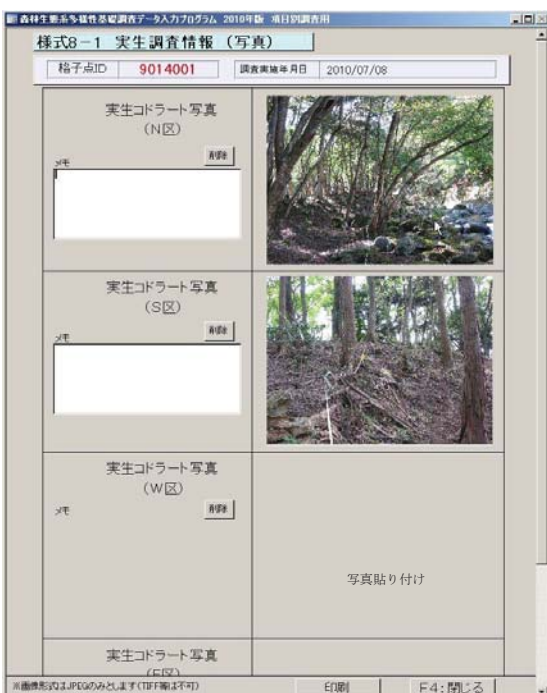 森林生態系多様性基礎調査データ入力プログラム 2010年版 項目別調査用
様式8-1 実生調査情報 (写真)
格子点ID 9014001 調査実施年月日 2010/07/08
実生コドラート写真
(N区)
メモ 削除
実生コドラート写真
(S区)
メモ 削除
実生コドラート写真
(W区)
メモ 削除
写真貼り付け
実生コドラート写真
(E区)
※画像形式はJPEGのみとします(TIFF等は不可) 印刷 F4:閉じる